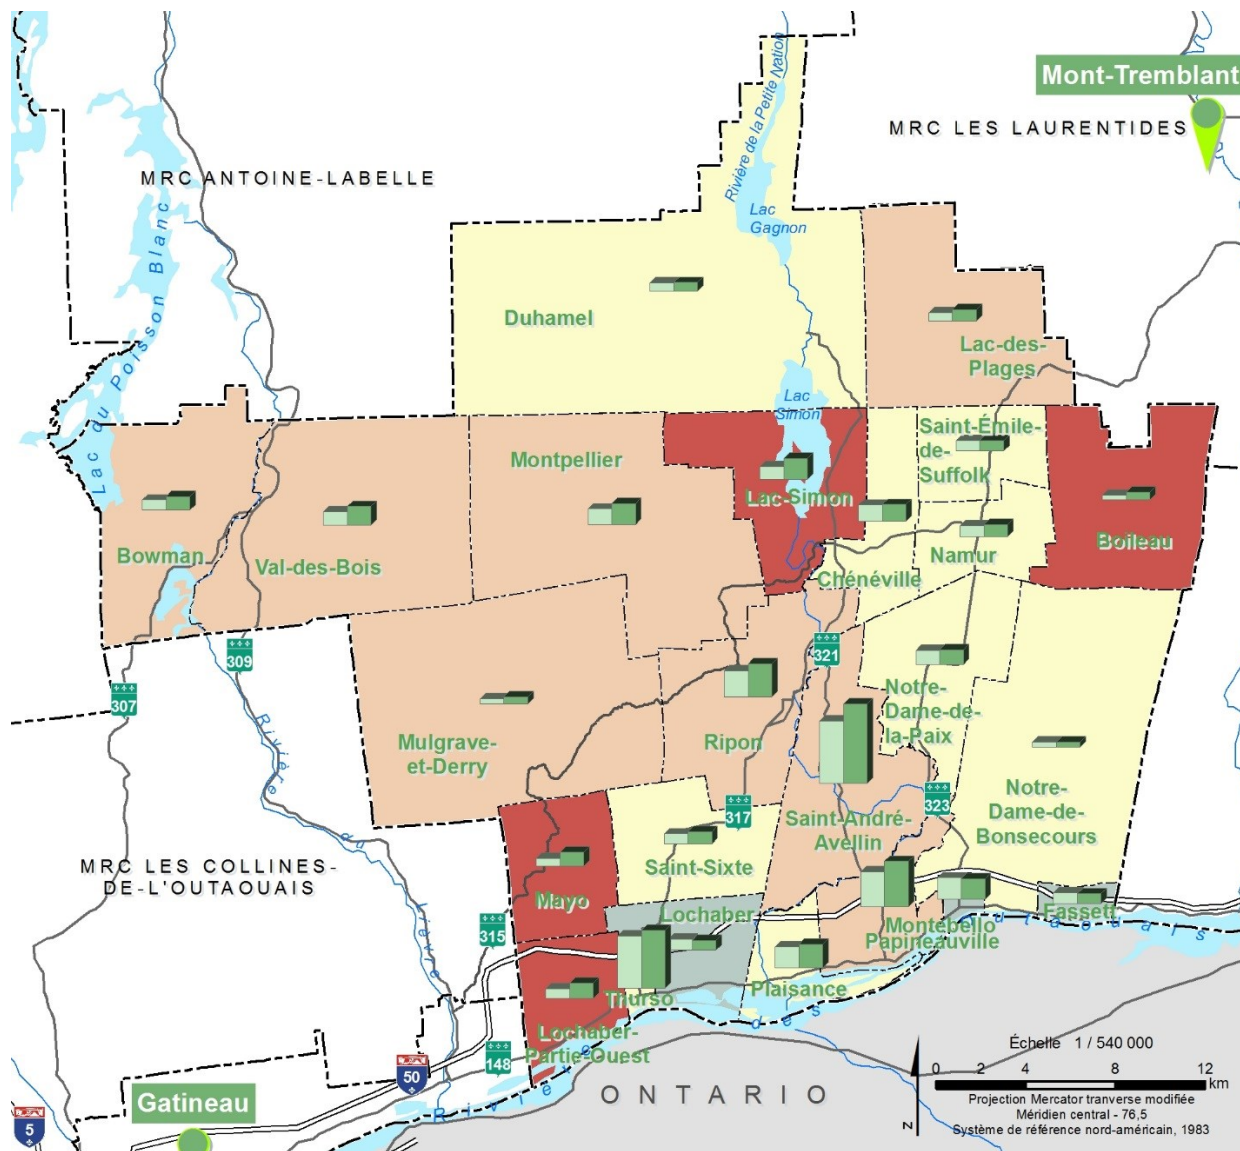 Mont-Tremblant
MRC LES LAURENTIDES
MRC ANTOINE-LABELLE
Rivière de la Petite Nation
Lac
Gagnon
Lac du Poisson Blanc
Duhamel
Lac-des-
Plages
Lac
Simon
Saint-Émile-
de-
Suffolk
Montpellier
Lac-Simon
Boileau
Bowman
Val-des-Bois
Namur
Chénéville
321
309
307
Notre-
Dame-de-
la-Paix
Mulgrave-
et-Derry
Ripon
Rivière du Lièvre
Notre-
Dame-de-
Bonsecours
323
317
Saint-André-
Avellin
MRC LES COLLINES-
DE-L'OUTAOUAIS
Saint-Sixte
Mayo
Lochaber
Fassett
Montebello
Papineauville
315
Plaisance
Thurso
Lochaber-
Partie-Ouest
148
50
Rivière des Outaouais
ONTARIO
Gatineau
5
Échelle 1 / 540 000
0 2 4 8 12
km
N
Projection Mercator tranverse modifiée
Méridien central - 76,5
Système de référence nord-américain, 1983